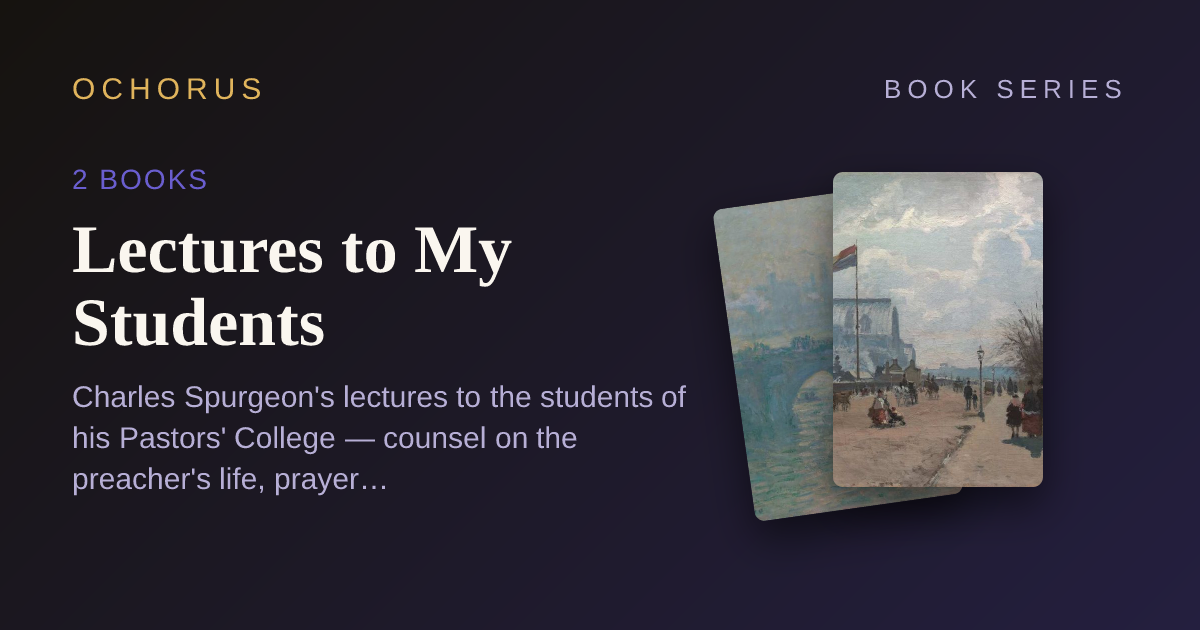 OCHORUS
BOOK SERIES
2 BOOKS
Lectures to My
Students
Charles Spurgeon's lectures to the students of
his Pastors' College — counsel on the
preacher's life, prayer…